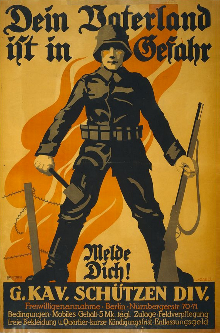 Dein Vaterland
ist in Gefahr
Melde
Dich!
G. KAV. SCHÜTZEN DIV.
Freiwilligenannahme · Berlin · Nürnbergerstr. 70/71
Bedingungen: Mobiles Gehalt · 5 Mk. tägl. Zulage · Feldverpflegung
freie Bekleidung u. Quartier · kurze Kündigungsfrist · Entlassungsgeld